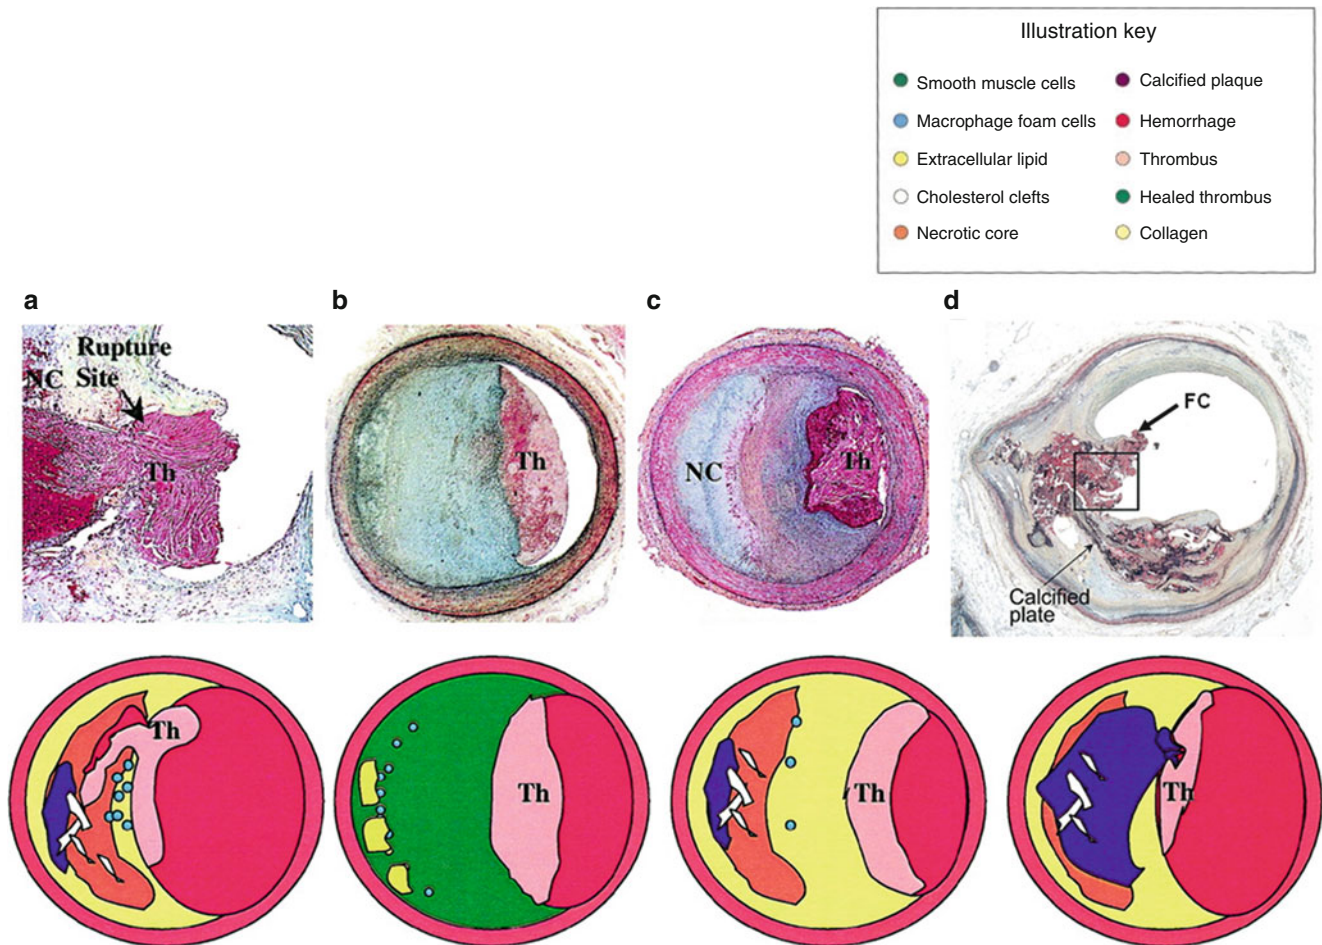 Illustration key
Smooth muscle cells
Macrophage foam cells
Extracellular lipid
Cholesterol clefts
Necrotic core
Calcified plaque
Hemorrhage
Thrombus
Healed thrombus
Collagen
a
b
c
d
Rupture
NC Site
Th
Th
NC
Th
FC
Calcified
plate
Th
Th
Th
Th